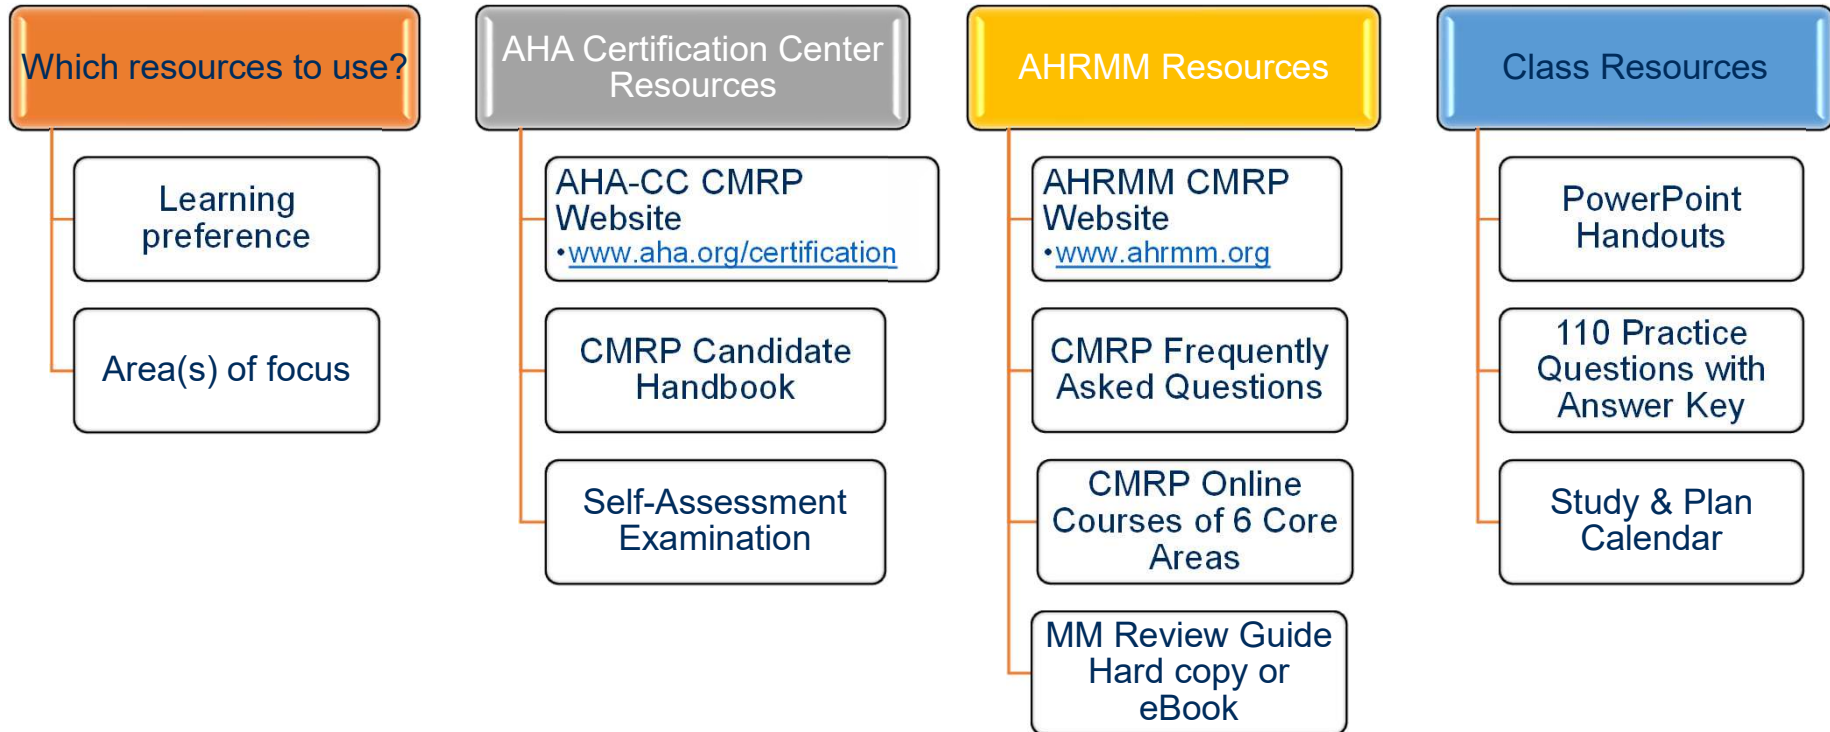 Which resources to use?
Learning
preference
Area(s) of focus
AHA Certification Center
Resources
AHA-CC CMRP
Website
•www.aha.org/certification
CMRP Candidate
Handbook
Self-Assessment
Examination
AHRMM Resources
AHRMM CMRP
Website
•www.ahrmm.org
CMRP Frequently
Asked Questions
CMRP Online
Courses of 6 Core
Areas
MM Review Guide
Hard copy or
eBook
Class Resources
PowerPoint
Handouts
110 Practice
Questions with
Answer Key
Study & Plan
Calendar